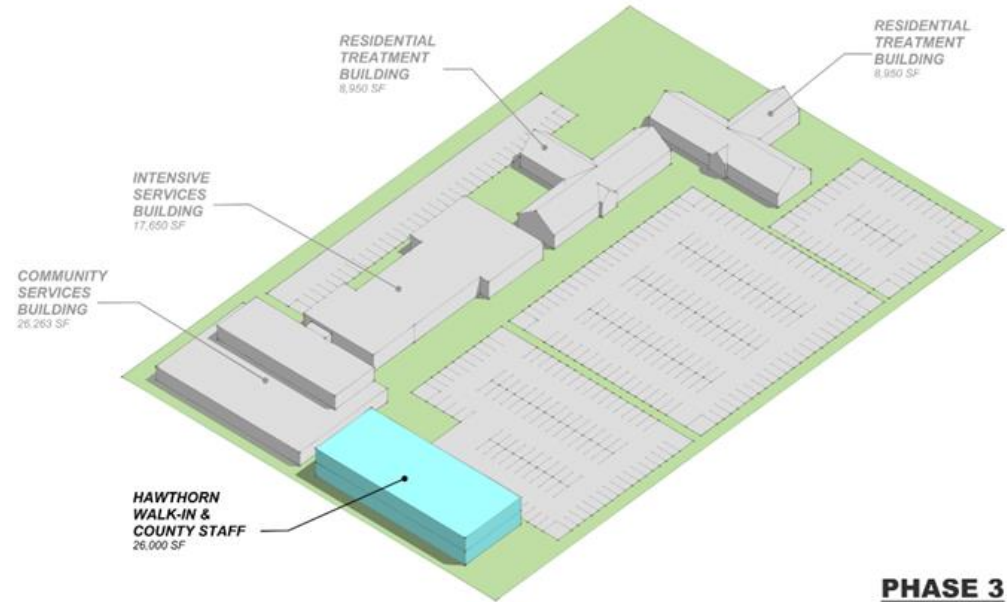 RESIDENTIAL
TREATMENT
BUILDING
8,950 SF
RESIDENTIAL
TREATMENT
BUILDING
8,950 SF
INTENSIVE
SERVICES
BUILDING
17,650 SF
COMMUNITY
SERVICES
BUILDING
26,263 SF
HAWTHORN
WALK-IN &
COUNTY STAFF
26,000 SF
PHASE 3